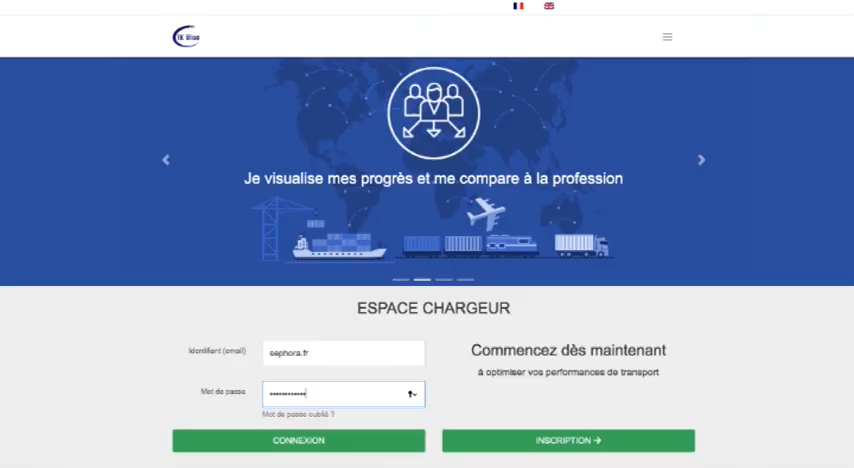 TK Blue
Je visualise mes progrès et me compare à la profession
ESPACE CHARGEUR
Identifiant (email)
sephora.fr
Commencez dès maintenant
à optimiser vos performances de transport
Mot de passe
Mot de passe oublié ?
CONNEXION
INSCRIPTION →